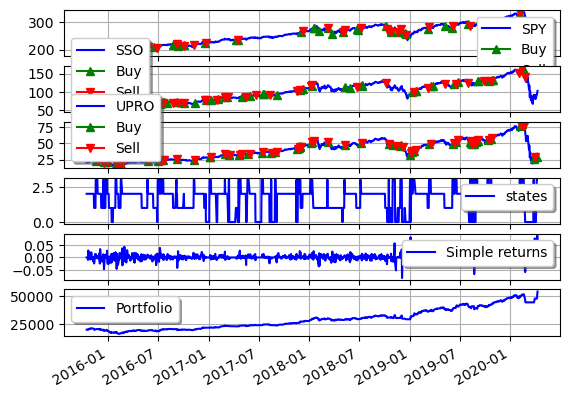 300
200
SPY
Buy
SSO
Buy
Sell
150
100
50
UPRO
Buy
Sell
75
50
25
2.5
0.0
states
0.05
0.00
−0.05
Simple returns
50000
25000
Portfolio
2016-01
2016-07
2017-01
2017-07
2018-01
2018-07
2019-01
2019-07
2020-01